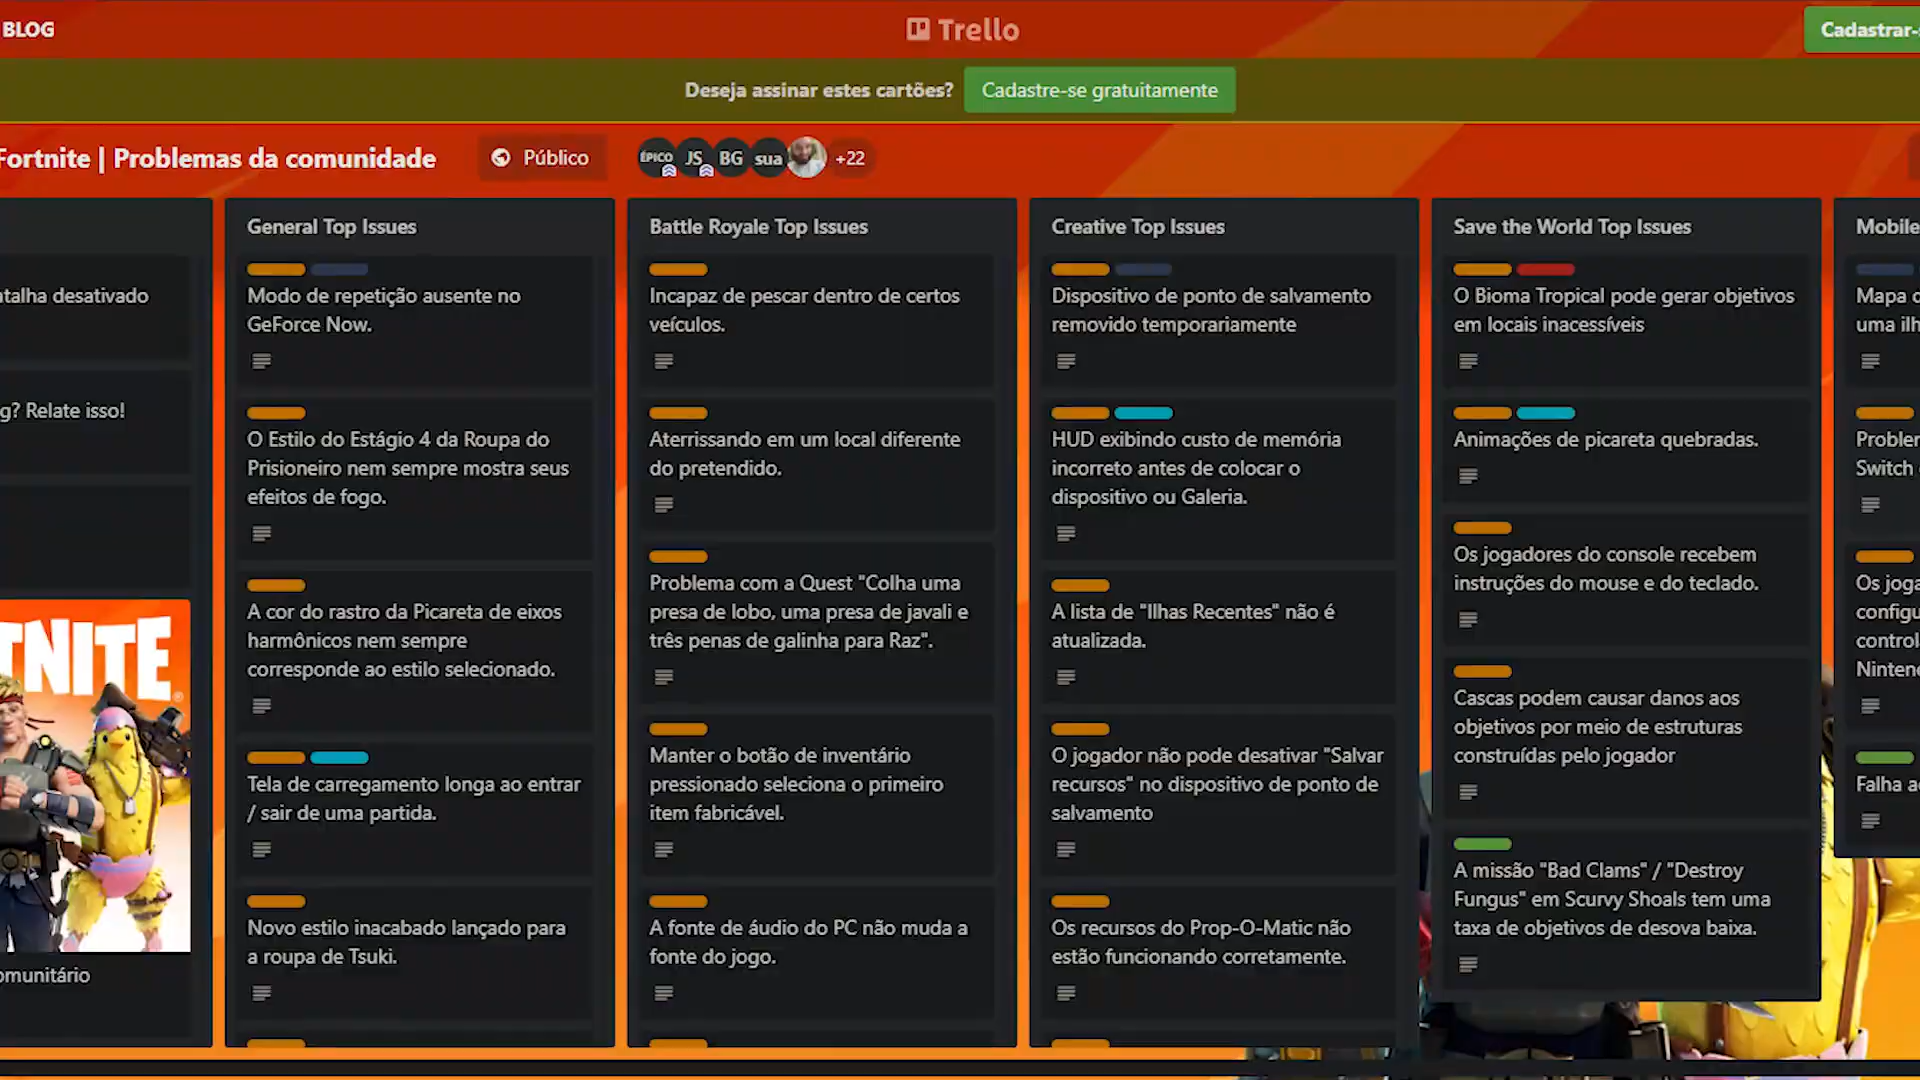 BLOG
Trello
Cadastrar-
Deseja assinar estes cartões?
Cadastre-se gratuitamente
Fortnite | Problemas da comunidade
Público
ÉPICO
JS
BG
sua
+22
atalha desativado
g? Relate isso!
TNITE
omunitário
General Top Issues
Modo de repetição ausente no
GeForce Now.
O Estilo do Estágio 4 da Roupa do
Prisioneiro nem sempre mostra seus
efeitos de fogo.
A cor do rastro da Picareta de eixos
harmônicos nem sempre
corresponde ao estilo selecionado.
Tela de carregamento longa ao entrar
/ sair de uma partida.
Novo estilo inacabado lançado para
a roupa de Tsuki.
Battle Royale Top Issues
Incapaz de pescar dentro de certos
veículos.
Aterrissando em um local diferente
do pretendido.
Problema com a Quest "Colha uma
presa de lobo, uma presa de javali e
três penas de galinha para Raz".
Manter o botão de inventário
pressionado seleciona o primeiro
item fabricável.
A fonte de áudio do PC não muda a
fonte do jogo.
Creative Top Issues
Dispositivo de ponto de salvamento
removido temporariamente
HUD exibindo custo de memória
incorreto antes de colocar o
dispositivo ou Galeria.
A lista de "Ilhas Recentes" não é
atualizada.
O jogador não pode desativar "Salvar
recursos" no dispositivo de ponto de
salvamento
Os recursos do Prop-O-Matic não
estão funcionando corretamente.
Save the World Top Issues
O Bioma Tropical pode gerar objetivos
em locais inacessíveis
Animações de picareta quebradas.
Os jogadores do console recebem
instruções do mouse e do teclado.
Cascas podem causar danos aos
objetivos por meio de estruturas
construídas pelo jogador
A missão "Bad Clams" / "Destroy
Fungus" em Scurvy Shoals tem uma
taxa de objetivos de desova baixa.
Mobile
Mapa
uma ilh
Probler
Switch
Os joga
configu
control
Ninten
Falha a